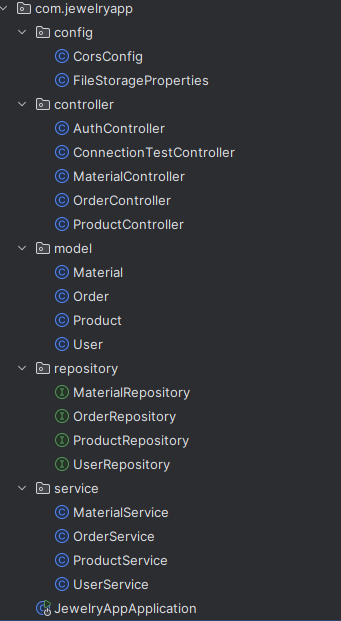 com.jewelryapp
config
C CorsConfig
C FileStorageProperties
controller
C AuthController
C ConnectionTestController
C MaterialController
C OrderController
C ProductController
model
C Material
C Order
C Product
C User
repository
I MaterialRepository
I OrderRepository
I ProductRepository
I UserRepository
service
C MaterialService
C OrderService
C ProductService
C UserService
C JewelryAppApplication